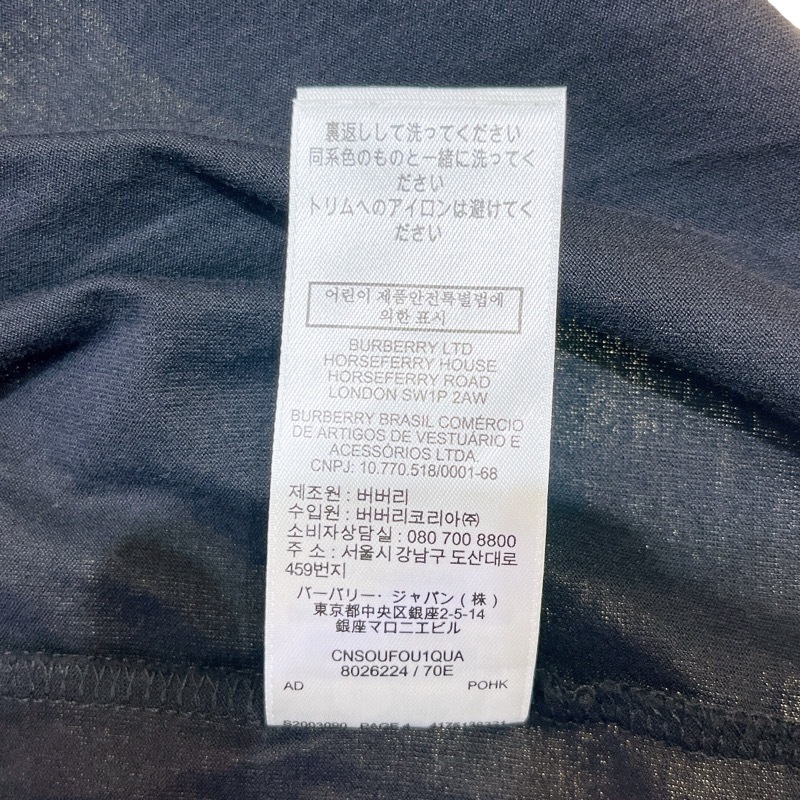 裏返しして洗ってください
同系色のものと一緒に洗ってく
ださい
トリムへのアイロンは避けてく
ださい
어린이 제품안전특별법에
의한 표시
BURBERRY LTD
HORSEFERRY HOUSE
HORSEFERRY ROAD
LONDON SW1P 2AW
BURBERRY BRASIL COMÉRCIO
DE ARTIGOS DE VESTUÁRIO E
ACESSÓRIOS LTDA.
CNPJ: 10.770.518/0001-68
제조원 : 버버리
수입원 : 버버리코리아㈜
소비자상담실 : 080 700 8800
주 소 : 서울시 강남구 도산대로
459번지
バーバリー・ジャパン ( 株 )
東京都中央区銀座2-5-14
銀座マロニエビル
CNSOUFOU1QUA
8026224 / 70E
AD POHK
PAGE 4